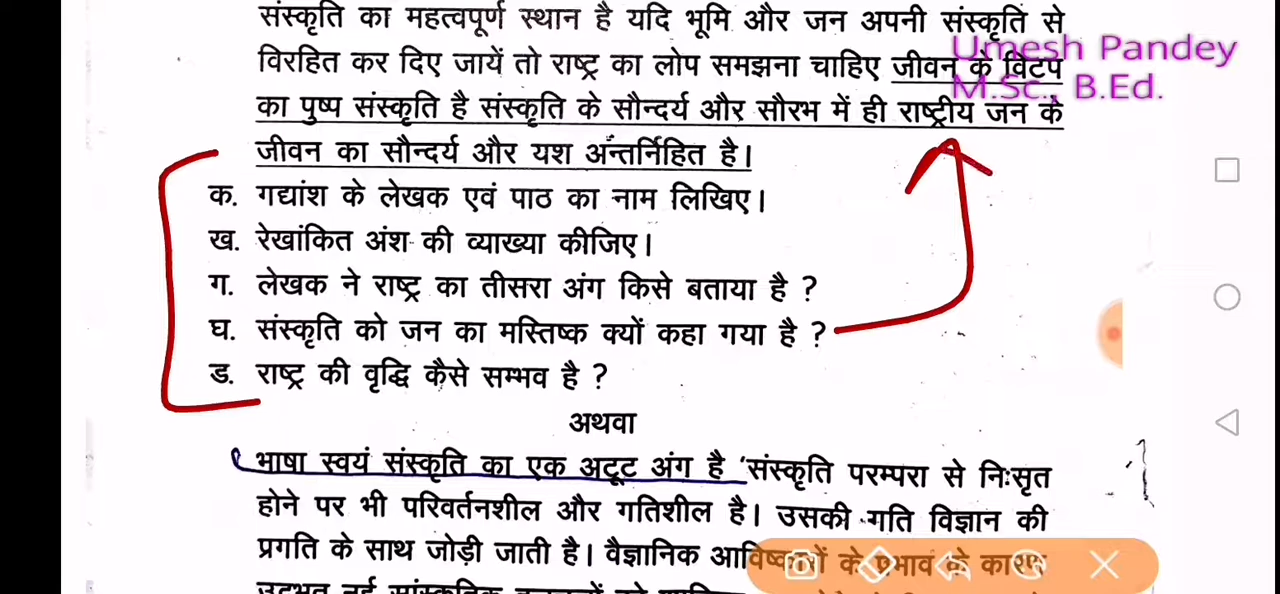 संस्कृति का महत्वपूर्ण स्थान है यदि भूमि और जन अपनी संस्कृति से
Umesh Pandey
विरहित कर दिए जायें तो राष्ट्र का लोप समझना चाहिए जीवन के विटप
M.Sc., B.Ed.
का पुष्प संस्कृति है संस्कृति के सौन्दर्य और सौरभ में ही राष्ट्रीय जन के
जीवन का सौन्दर्य और यश अंन्तर्निहित है।
क. गद्यांश के लेखक एवं पाठ का नाम लिखिए।
ख. रेखांकित अंश की व्याख्या कीजिए।
ग. लेखक ने राष्ट्र का तीसरा अंग किसे बताया है ?
घ. संस्कृति को जन का मस्तिष्क क्यों कहा गया है ?
ड. राष्ट्र की वृद्धि कैसे सम्भव है ?
अथवा
भाषा स्वयं संस्कृति का एक अटूट अंग है 'संस्कृति परम्परा से निःसृत
होने पर भी परिवर्तनशील और गतिशील है। उसकी गति विज्ञान की
प्रगति के साथ जोड़ी जाती है। वैज्ञानिक आविष्कारों के प्रभाव के कारण